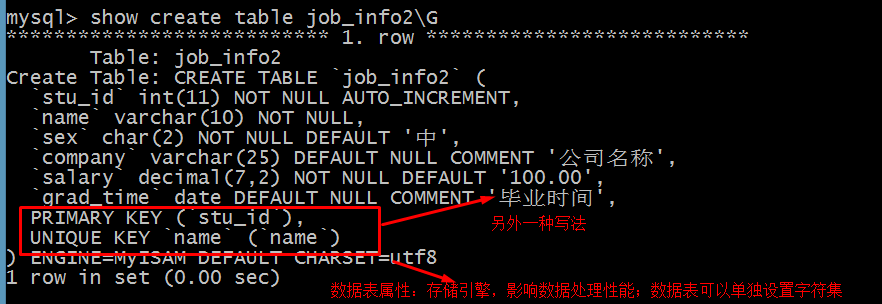 mysql> show create table job_info2\G
*************************** 1. row ***************************
Table: job_info2
Create Table: CREATE TABLE `job_info2` (
`stu_id` int(11) NOT NULL AUTO_INCREMENT,
`name` varchar(10) NOT NULL,
`sex` char(2) NOT NULL DEFAULT '中',
`company` varchar(25) DEFAULT NULL COMMENT '公司名称',
`salary` decimal(7,2) NOT NULL DEFAULT '100.00',
`grad_time` date DEFAULT NULL COMMENT '毕业时间',
PRIMARY KEY (`stu_id`),
另外一种写法
UNIQUE KEY `name` (`name`)
) ENGINE=MyISAM DEFAULT CHARSET=utf8
1 row in set (0.00 sec)
数据表属性：存储引擎，影响数据处理性能；数据表可以单独设置字符集